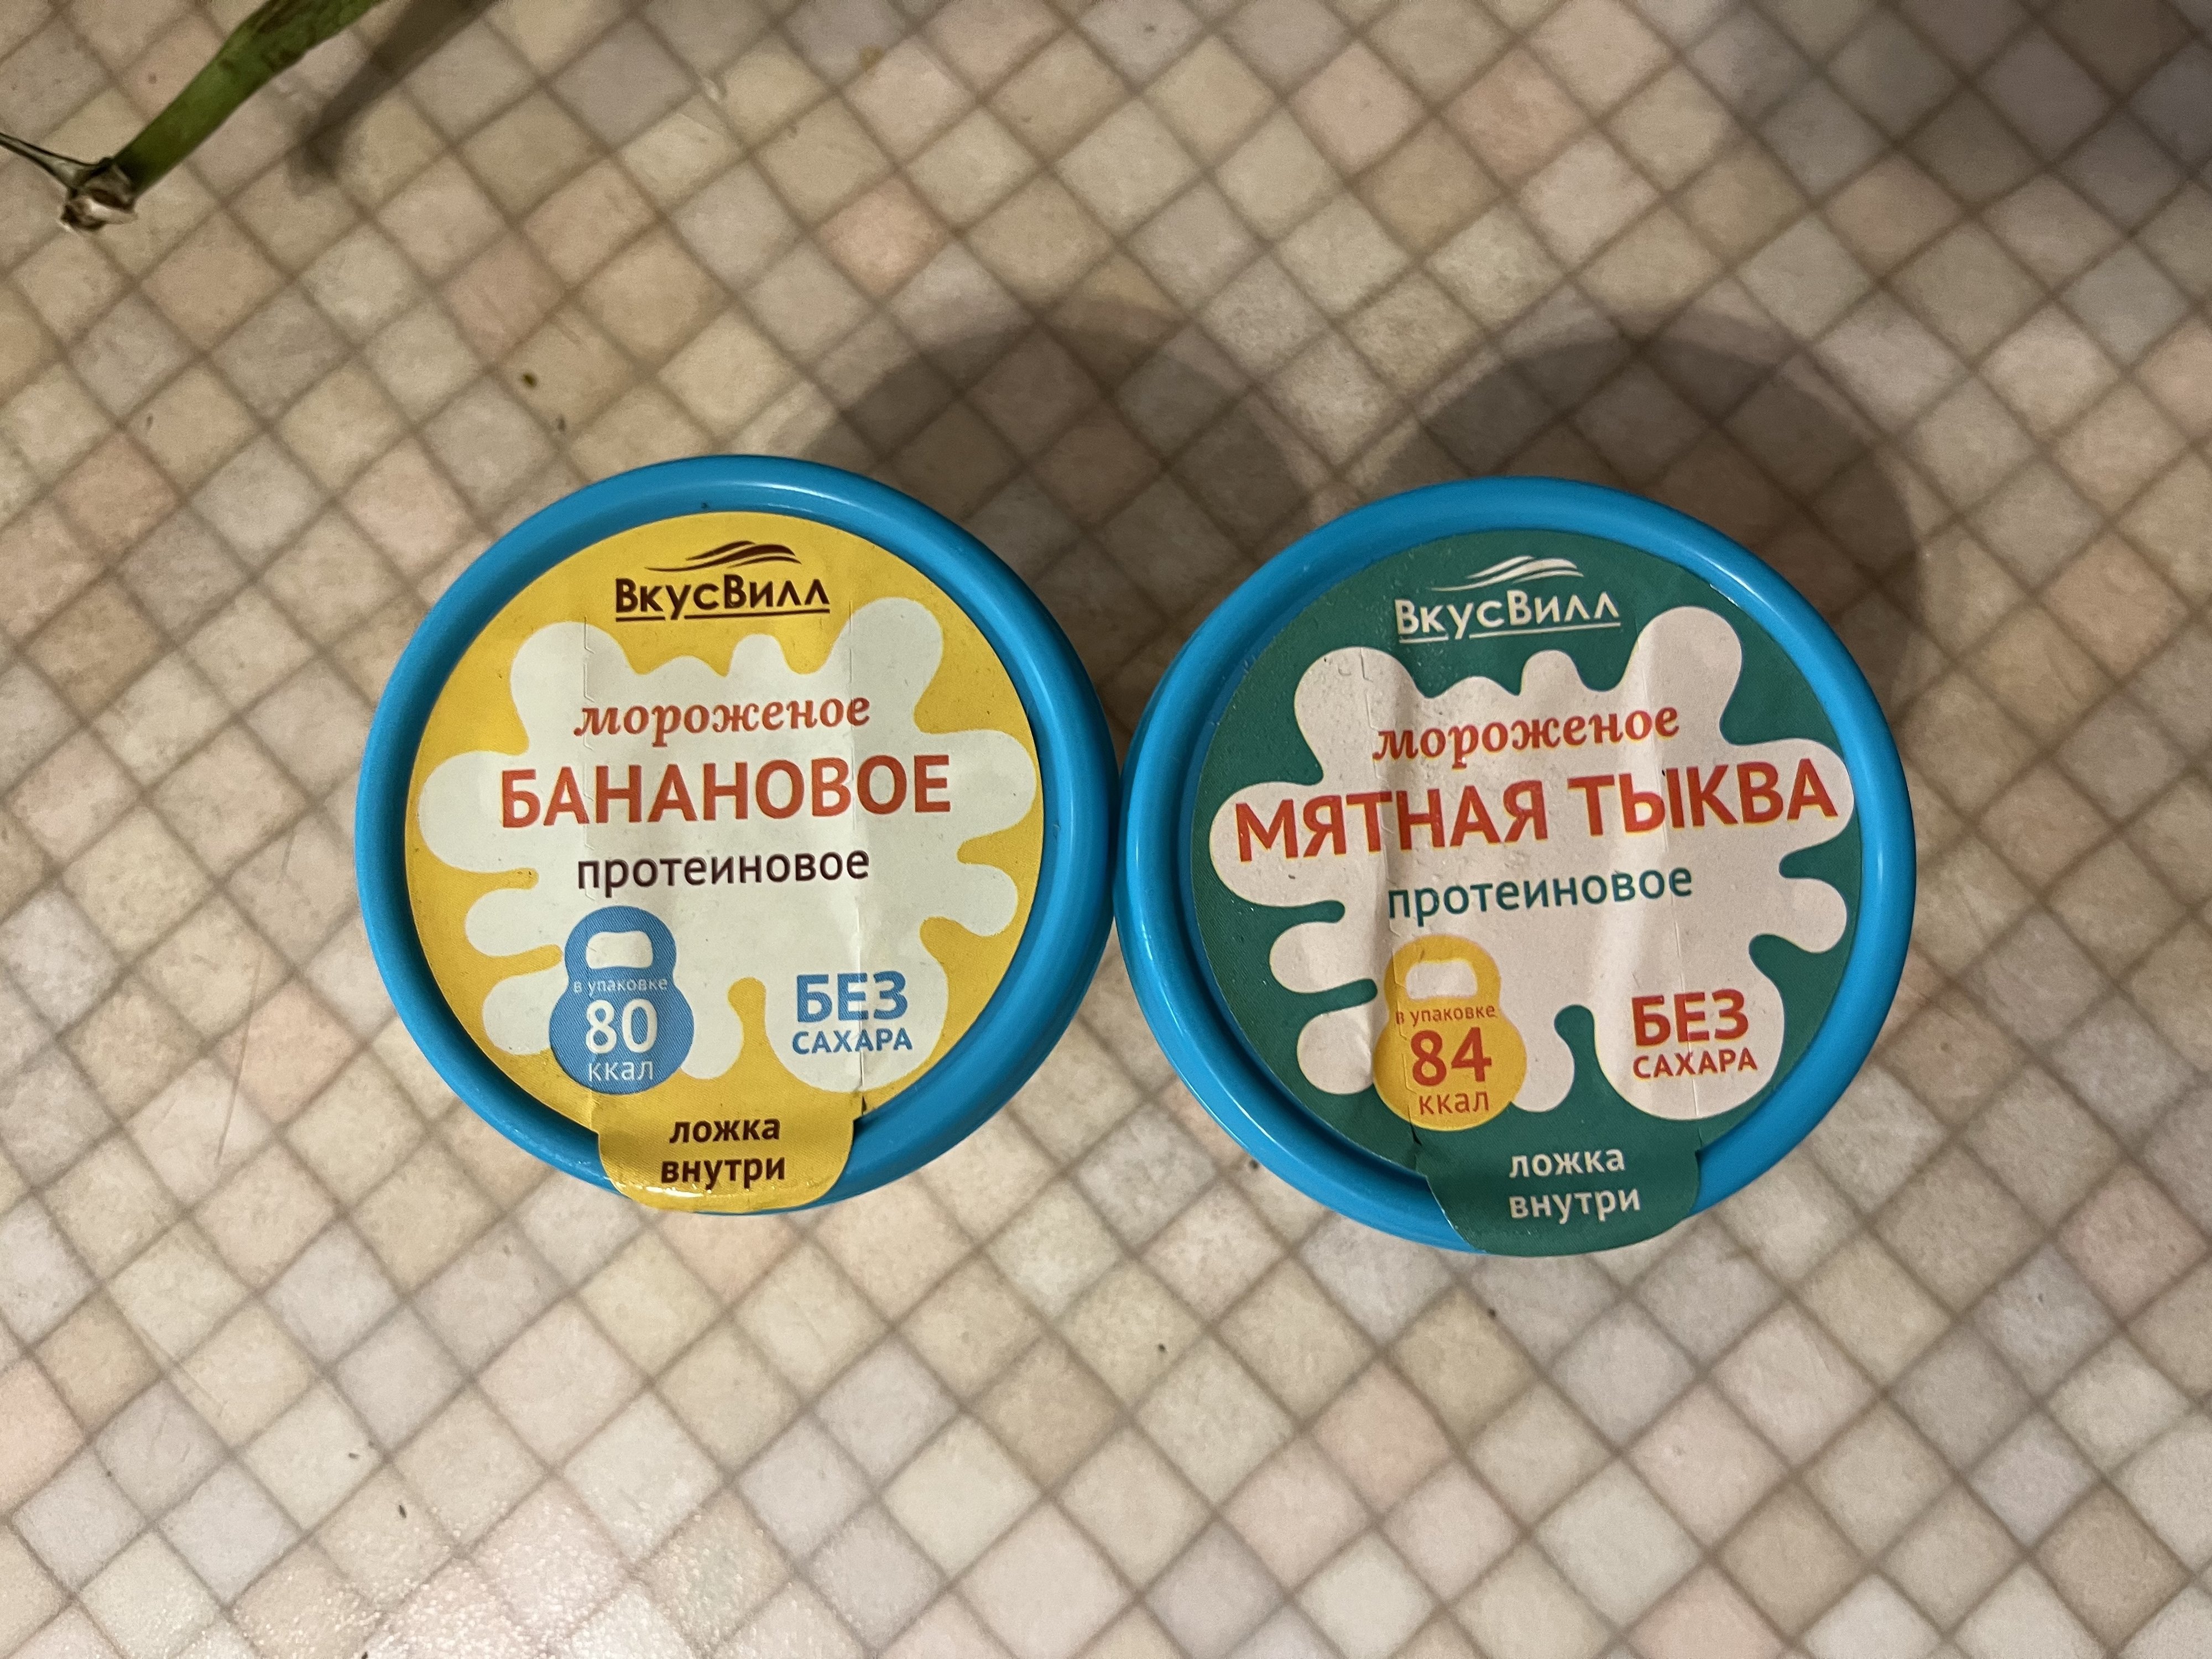 ВкусВилл
мороженое
БАНАНОВОЕ
протеиновое
в упаковке
80
ккал
БЕЗ
САХАРА
ложка
внутри
ВкусВилл
мороженое
МЯТНАЯ ТЫКВА
протеиновое
в упаковке
84
ккал
БЕЗ
САХАРА
ложка
внутри